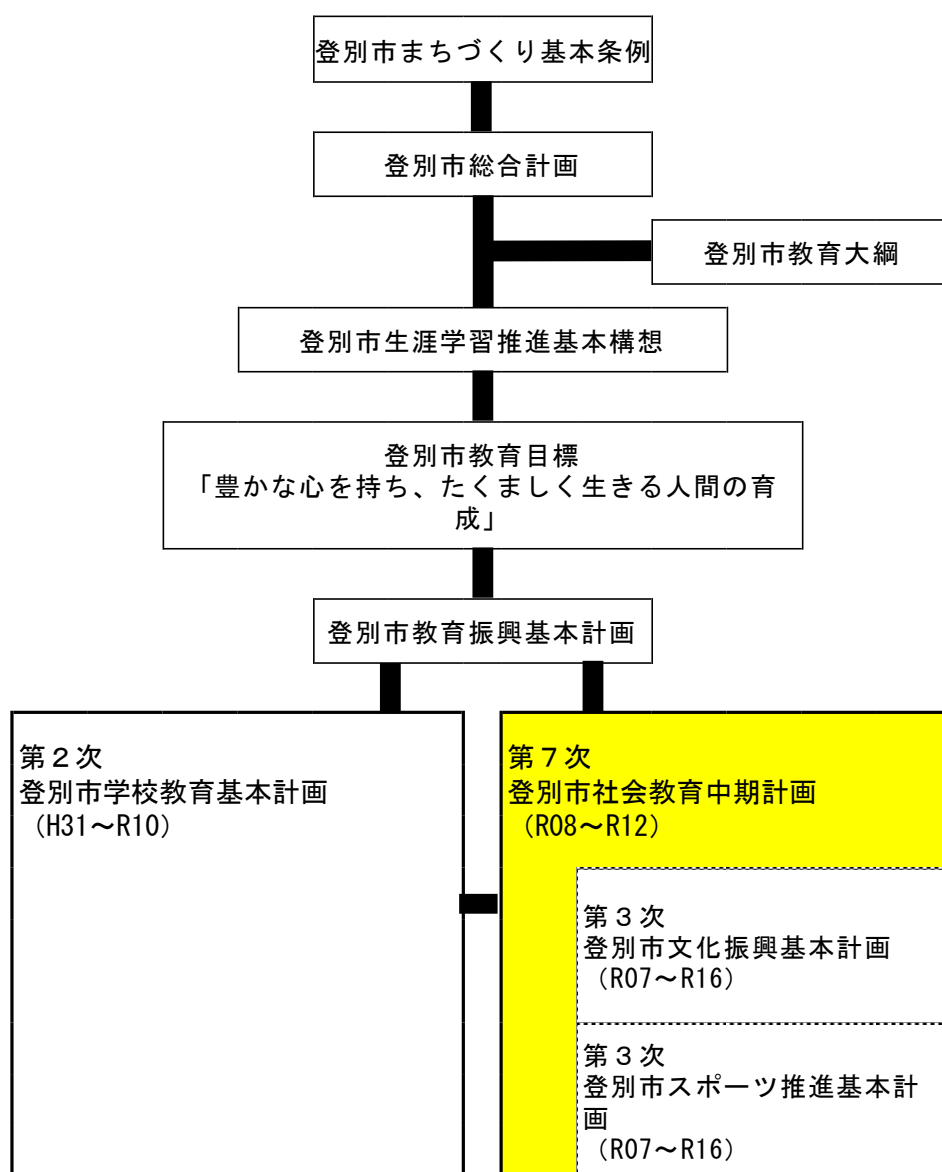 登別市まちづくり基本条例
登別市総合計画
登別市教育大綱
登別市生涯学習推進基本構想
登別市教育目標
「豊かな心を持ち、たくましく生きる人間の育
成」
登別市教育振興基本計画
第２次
登別市学校教育基本計画
（H31～R10）
第７次
登別市社会教育中期計画
（R08～R12）
第３次
登別市文化振興基本計画
（R07～R16）
第３次
登別市スポーツ推進基本計
画
（R07～R16）